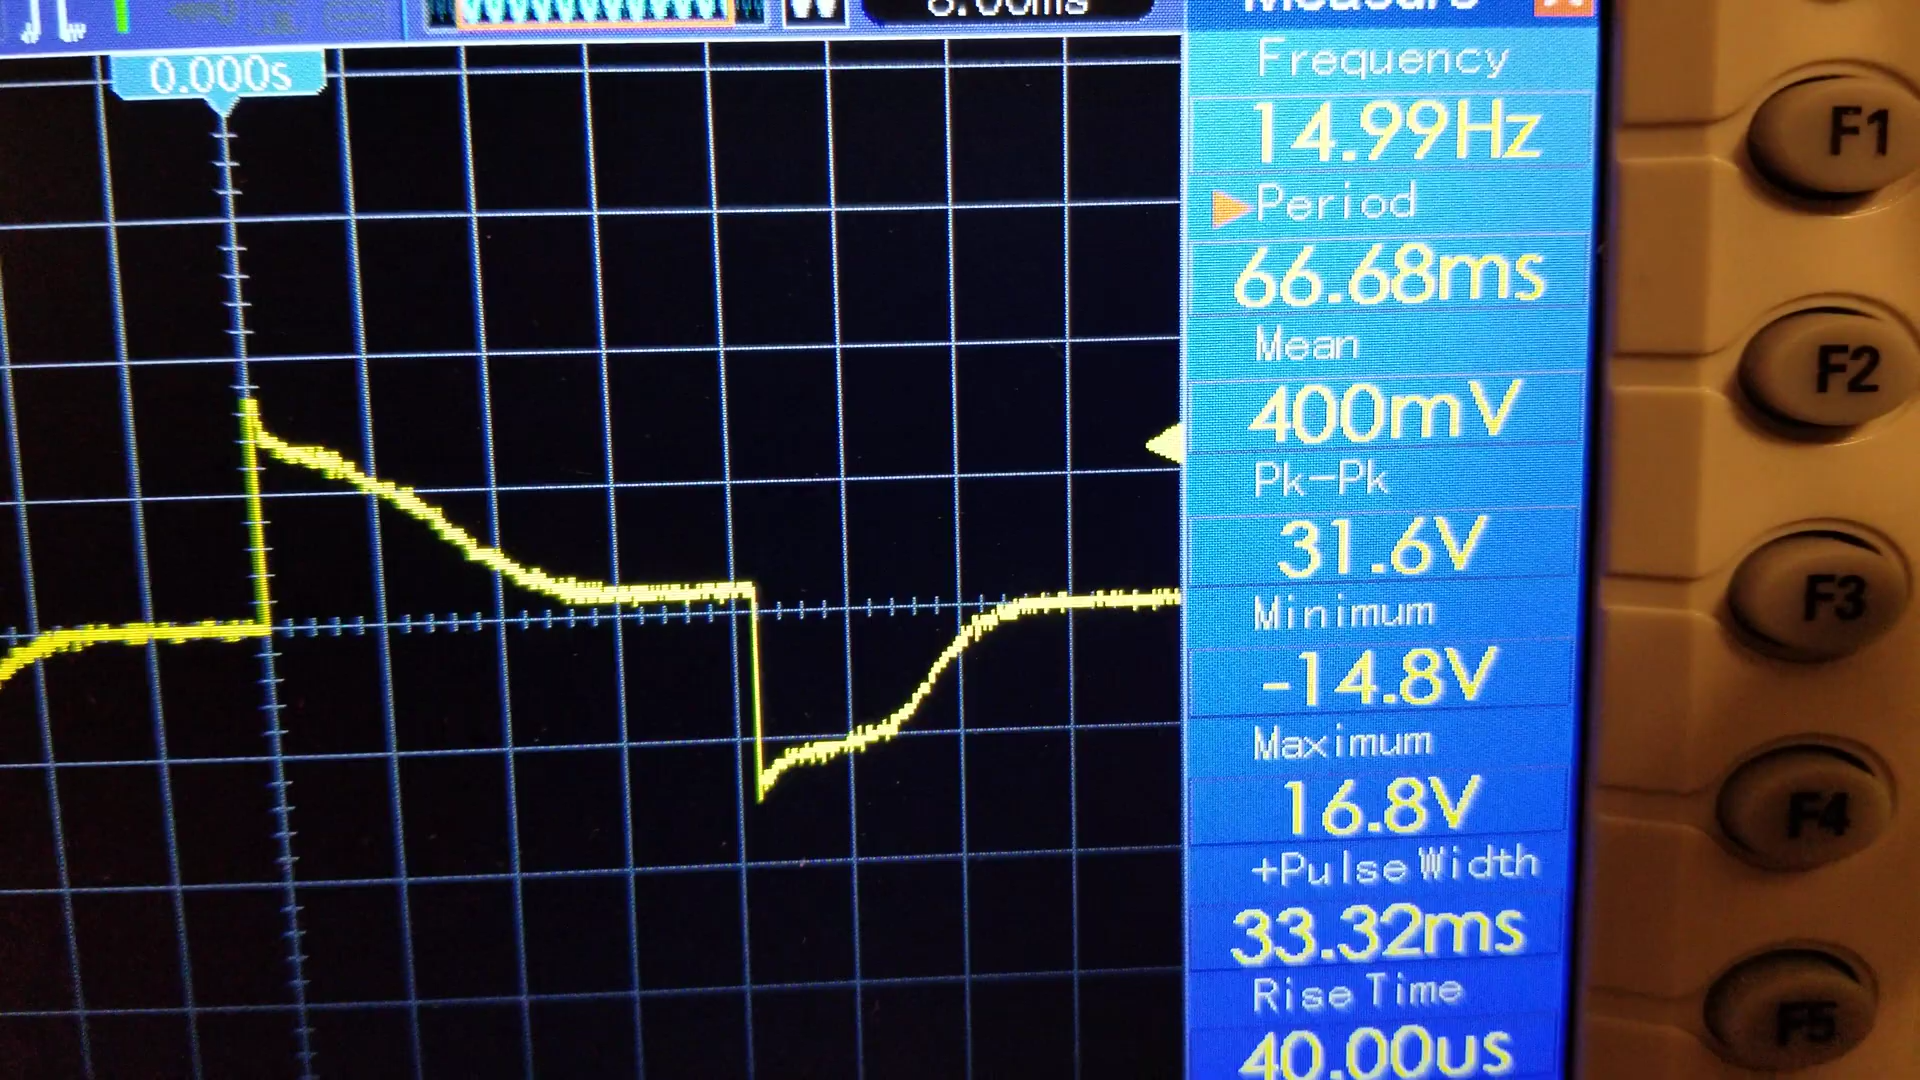 0.000s
Measure
Frequency
14.99Hz
Period
66.68ms
Mean
400mV
Pk-Pk
31.6V
Minimum
-14.8V
Maximum
16.8V
+Pulse Width
33.32ms
Rise Time
40.00us
F1
F2
F3
F4
F5